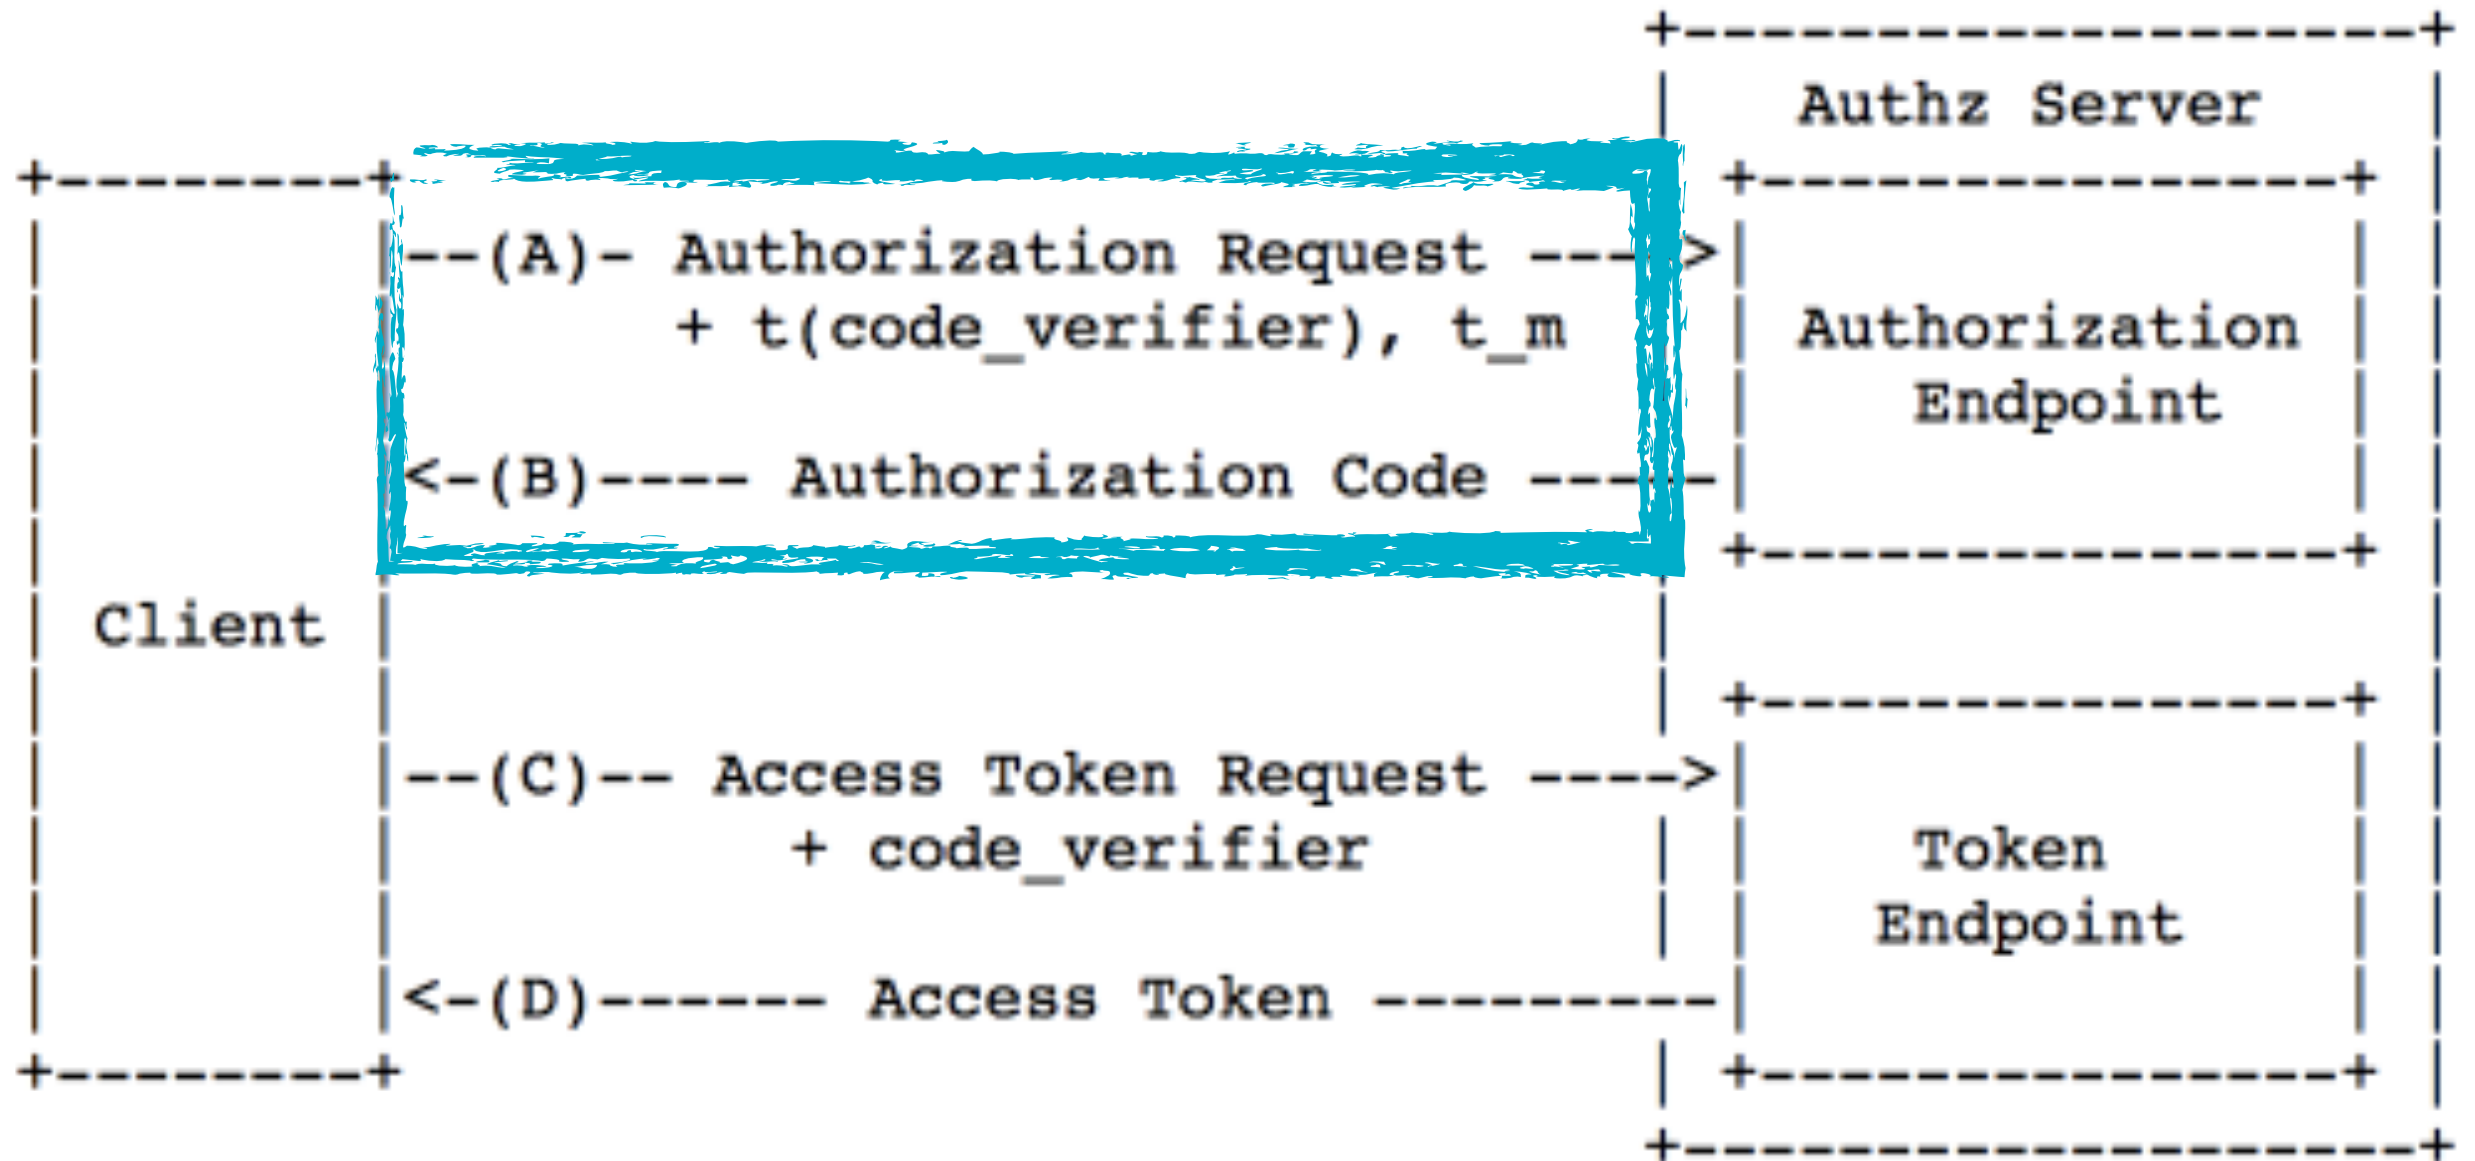 Authz Server
--(A)- Authorization Request ---->
+ t(code_verifier), t_m
Authorization
Endpoint
<-(B)---- Authorization Code -----
Client
--(C)-- Access Token Request ---->
+ code_verifier
Token
Endpoint
<-(D)------ Access Token ---------